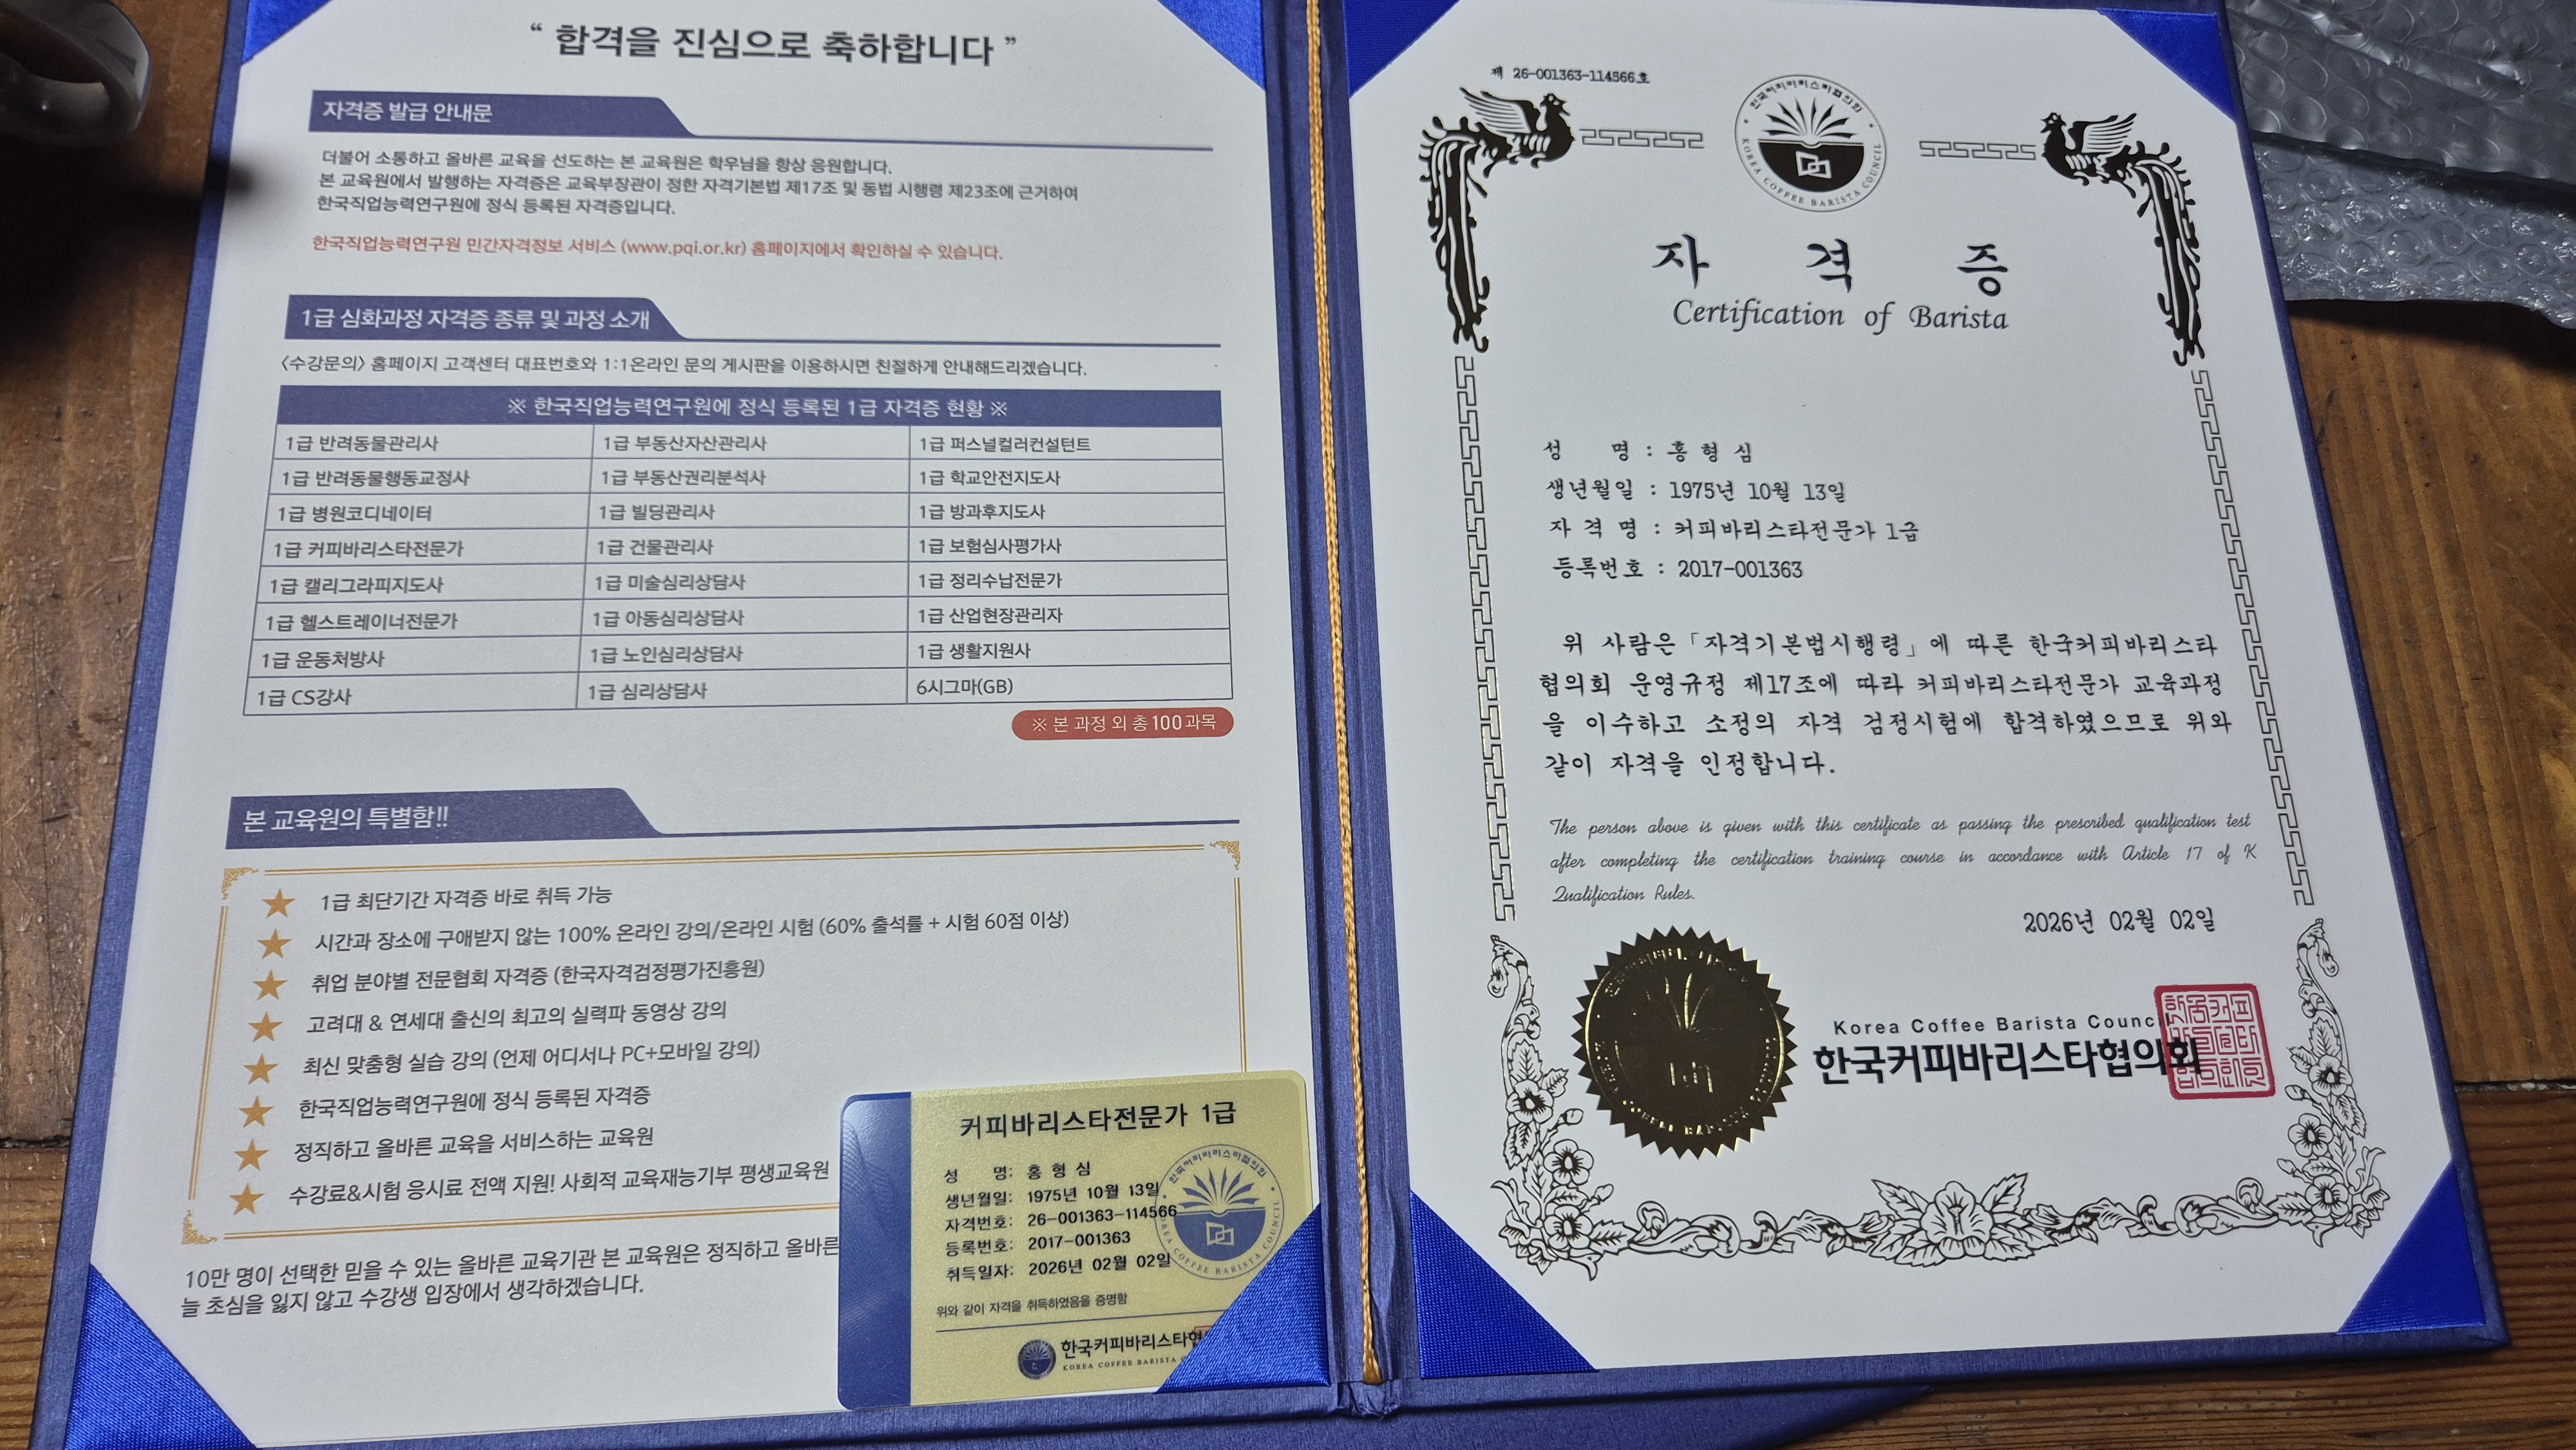 “ 합격을 진심으로 축하합니다 ”
자격증 발급 안내문
더불어 소통하고 올바른 교육을 선도하는 본 교육원은 학우님을 항상 응원합니다.
본 교육원에서 발행하는 자격증은 교육부장관이 정한 자격기본법 제17조 및 동법 시행령 제23조에 근거하여
한국직업능력연구원에 정식 등록된 자격증입니다.
한국직업능력연구원 민간자격정보 서비스 (www.pqi.or.kr) 홈페이지에서 확인하실 수 있습니다.
1급 심화과정 자격증 종류 및 과정 소개
<수강문의> 홈페이지 고객센터 대표번호와 1:1온라인 문의 게시판을 이용하시면 친절하게 안내해드리겠습니다.
※ 한국직업능력연구원에 정식 등록된 1급 자격증 현황 ※
1급 반려동물관리사 1급 부동산자산관리사 1급 퍼스널컬러컨설턴트
1급 반려동물행동교정사 1급 부동산권리분석사 1급 학교안전지도사
1급 병원코디네이터 1급 빌딩관리사 1급 방과후지도사
1급 커피바리스타전문가 1급 건물관리사 1급 보험심사평가사
1급 캘리그라피지도사 1급 미술심리상담사 1급 정리수납전문가
1급 헬스트레이너전문가 1급 아동심리상담사 1급 산업현장관리자
1급 운동처방사 1급 노인심리상담사 1급 생활지원사
1급 CS강사 1급 심리상담사 6시그마(GB)
※ 본 과정 외 총 100과목
본 교육원의 특별함!!
1급 최단기간 자격증 바로 취득 가능
시간과 장소에 구애받지 않는 100% 온라인 강의/온라인 시험 (60% 출석률 + 시험 60점 이상)
취업 분야별 전문협회 자격증 (한국자격검정평가진흥원)
고려대 & 연세대 출신의 최고의 실력파 동영상 강의
최신 맞춤형 실습 강의 (언제 어디서나 PC+모바일 강의)
한국직업능력연구원에 정식 등록된 자격증
정직하고 올바른 교육을 서비스하는 교육원
수강료&시험 응시료 전액 지원! 사회적 교육재능기부 평생교육원
10만 명이 선택한 믿을 수 있는 올바른 교육기관 본 교육원은 정직하고 올바른
늘 초심을 잃지 않고 수강생 입장에서 생각하겠습니다.
커피바리스타전문가 1급
성 명: 홍 형 심
생년월일: 1975년 10월 13일
자격번호: 26-001363-114566
등록번호: 2017-001363
취득일자: 2026년 02월 02일
위와 같이 자격을 취득하였음을 증명함
한국커피바리스타협
KOREA COFFEE BARISTA
한국커피바리스타협의회
KOREA COFFEE BARISTA COUNCIL
제 26-001363-114566호
한국커피바리스타협의회
KOREA COFFEE BARISTA COUNCIL
자 격 증
Certification of Barista
성 명 : 홍 형 심
생년월일 : 1975년 10월 13일
자 격 명 : 커피바리스타전문가 1급
등록번호 : 2017-001363
위 사람은 「자격기본법시행령」에 따른 한국커피바리스타
협의회 운영규정 제17조에 따라 커피바리스타전문가 교육과정
을 이수하고 소정의 자격 검정시험에 합격하였으므로 위와
같이 자격을 인정합니다.
The person above is given with this certificate as passing the prescribed qualification test
after completing the certification training course in accordance with Article 17 of K
Qualification Rules.
2026년 02월 02일
Korea Coffee Barista Council
한국커피바리스타협의회